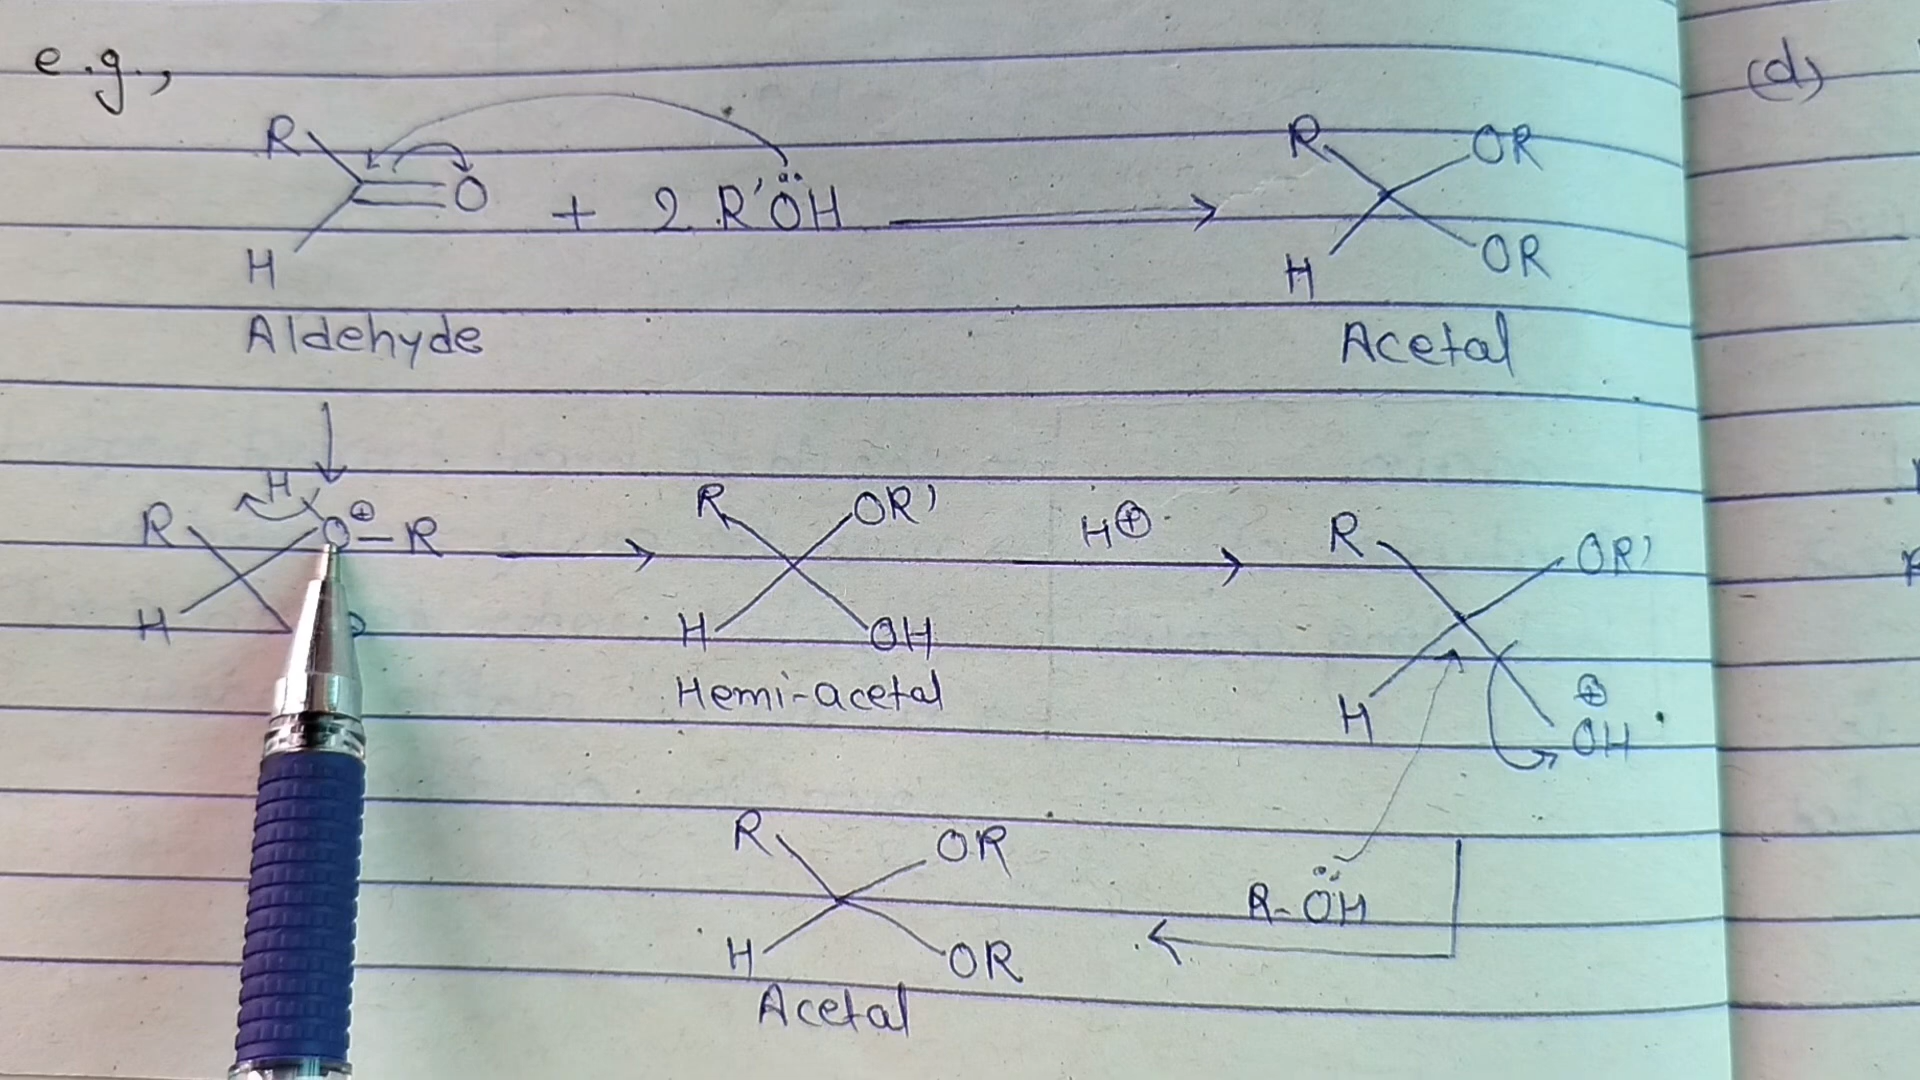 e.g.,
R
H
O + 2 R'ÖH
Aldehyde
R
H
OR
OR
Acetal
H
R
O⊕–R
H
R
OR'
H
OH
Hemi-acetal
H⊕
R
OR'
H
⊕
OH
R-ÖH
R
OR
H
OR
Acetal
(d)